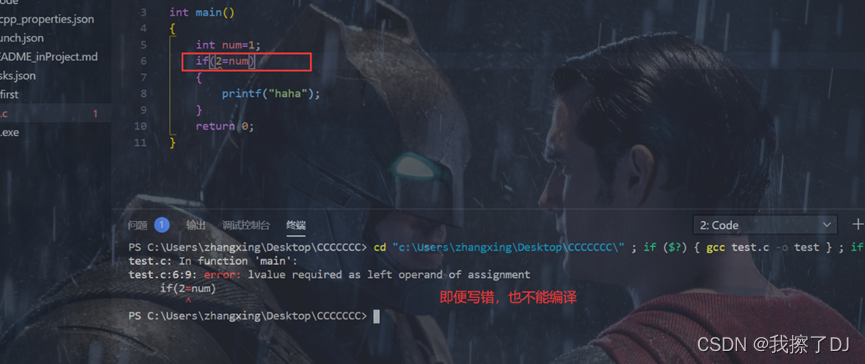 ode
cpp_properties.json
unch.json
EADME_inProject.md
sks.json
first
.c 1
.exe
3 int main()
4 {
5 int num=1;
6 if(2=num)
7 {
8 printf("haha");
9 }
10 return 0;
11 }
问题 1 输出 调试控制台 终端 2: Code
PS C:\Users\zhangxing\Desktop\CCCCCCC> cd "c:\Users\zhangxing\Desktop\CCCCCCC\" ; if ($?) { gcc test.c -o test } ; if
test.c: In function 'main':
test.c:6:9: error: lvalue required as left operand of assignment
if(2=num)
^
即便写错，也不能编译
PS C:\Users\zhangxing\Desktop\CCCCCCC>
CSDN @我擦了DJ